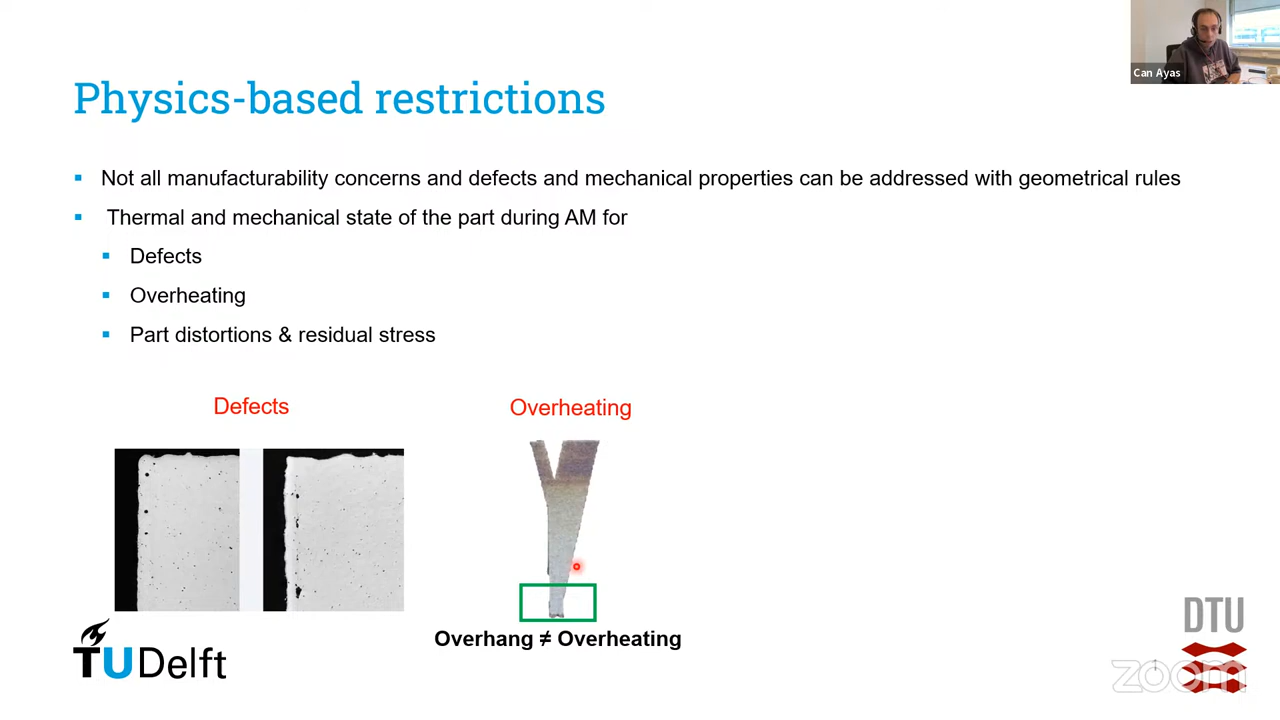 Can Ayas
Physics-based restrictions
Not all manufacturability concerns and defects and mechanical properties can be addressed with geometrical rules
Thermal and mechanical state of the part during AM for
Defects
Overheating
Part distortions & residual stress
Defects
Overheating
Overhang ≠ Overheating
TUDelft
DTU
zoom